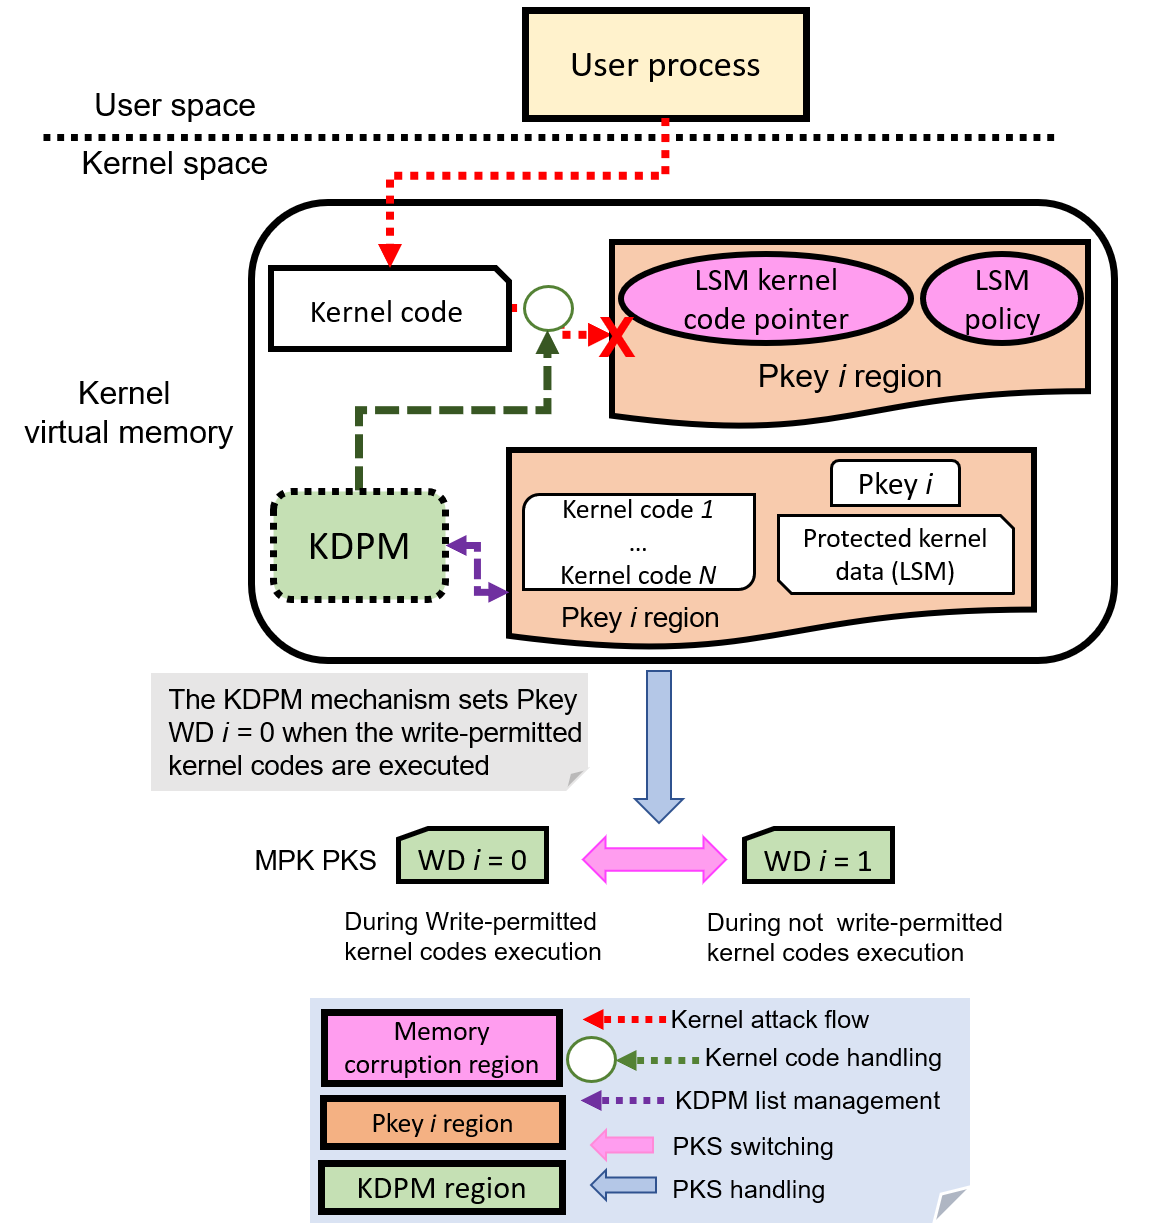 User process
User space
Kernel space
Kernel code
LSM kernel
code pointer
LSM
policy
X
Pkey i region
Kernel
virtual memory
KDPM
Kernel code 1
...
Kernel code N
Pkey i
Protected kernel
data (LSM)
Pkey i region
The KDPM mechanism sets Pkey
WD i = 0 when the write-permitted
kernel codes are executed
MPK PKS
WD i = 0
WD i = 1
During Write-permitted
kernel codes execution
During not write-permitted
kernel codes execution
Memory
corruption region
Pkey i region
KDPM region
Kernel attack flow
Kernel code handling
KDPM list management
PKS switching
PKS handling